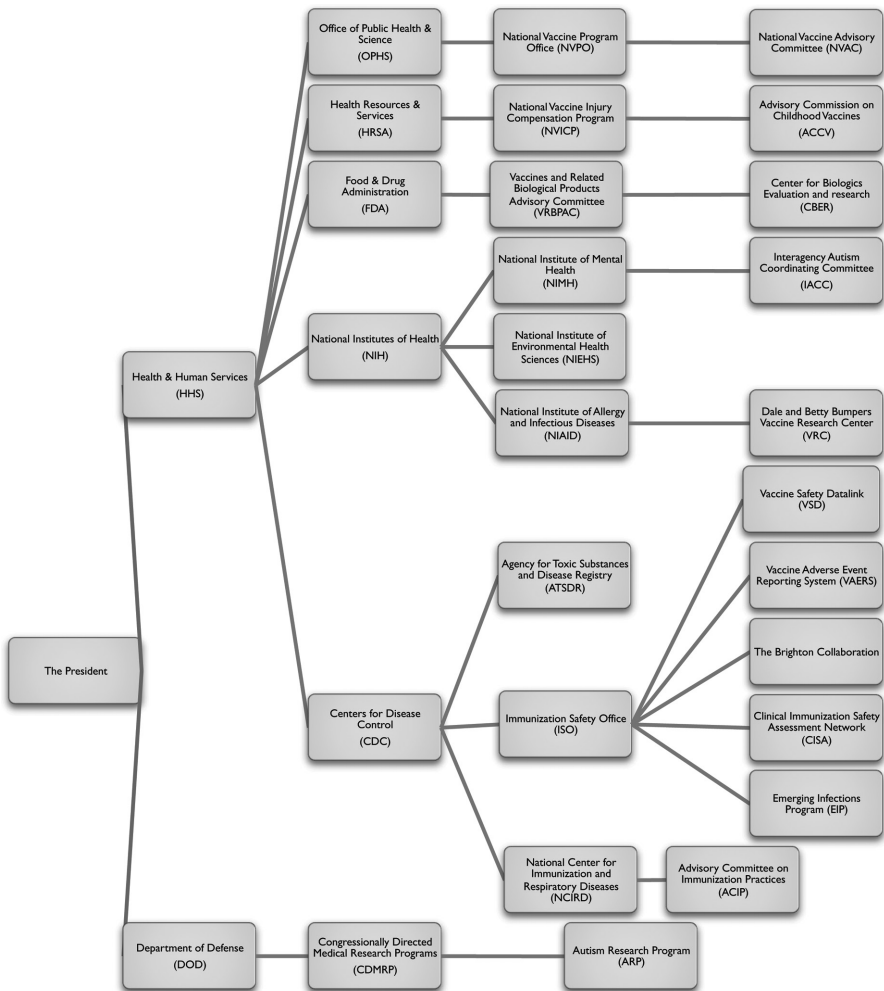 Office of Public Health &
Science
(OPHS)
National Vaccine Program
Office (NVPO)
National Vaccine Advisory
Committee (NVAC)
Health Resources &
Services
(HRSA)
National Vaccine Injury
Compensation Program
(NVICP)
Advisory Commission on
Childhood Vaccines
(ACCV)
Food & Drug
Administration
(FDA)
Vaccines and Related
Biological Products
Advisory Committee
(VRBPAC)
Center for Biologics
Evaluation and research
(CBER)
National Institute of Mental
Health
(NIMH)
Interagency Autism
Coordinating Committee
(IACC)
National Institutes of Health
(NIH)
National Institute of
Environmental Health
Sciences (NIEHS)
Health & Human Services
(HHS)
National Institute of Allergy
and Infectious Diseases
(NIAID)
Dale and Betty Bumpers
Vaccine Research Center
(VRC)
Vaccine Safety Datalink
(VSD)
Agency for Toxic Substances
and Disease Registry
(ATSDR)
Vaccine Adverse Event
Reporting System (VAERS)
The Brighton Collaboration
The President
Centers for Disease
Control
(CDC)
Immunization Safety Office
(ISO)
Clinical Immunization Safety
Assessment Network
(CISA)
Emerging Infections
Program (EIP)
National Center for
Immunization and
Respiratory Diseases
(NCIRD)
Advisory Committee on
Immunization Practices
(ACIP)
Department of Defense
(DOD)
Congressionally Directed
Medical Research Programs
(CDMRP)
Autism Research Program
(ARP)